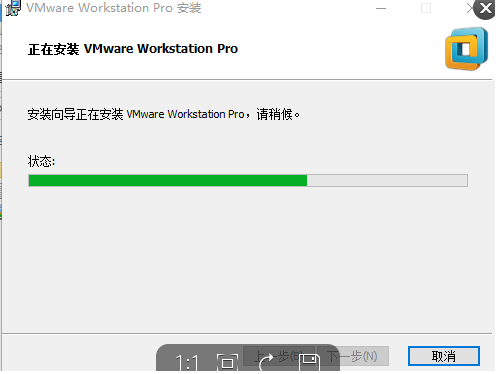 VMware Workstation Pro 安装
正在安装 VMware Workstation Pro
安装向导正在安装 VMware Workstation Pro，请稍候。
状态:
1:1
上一步(B) 下一步(N) 取消